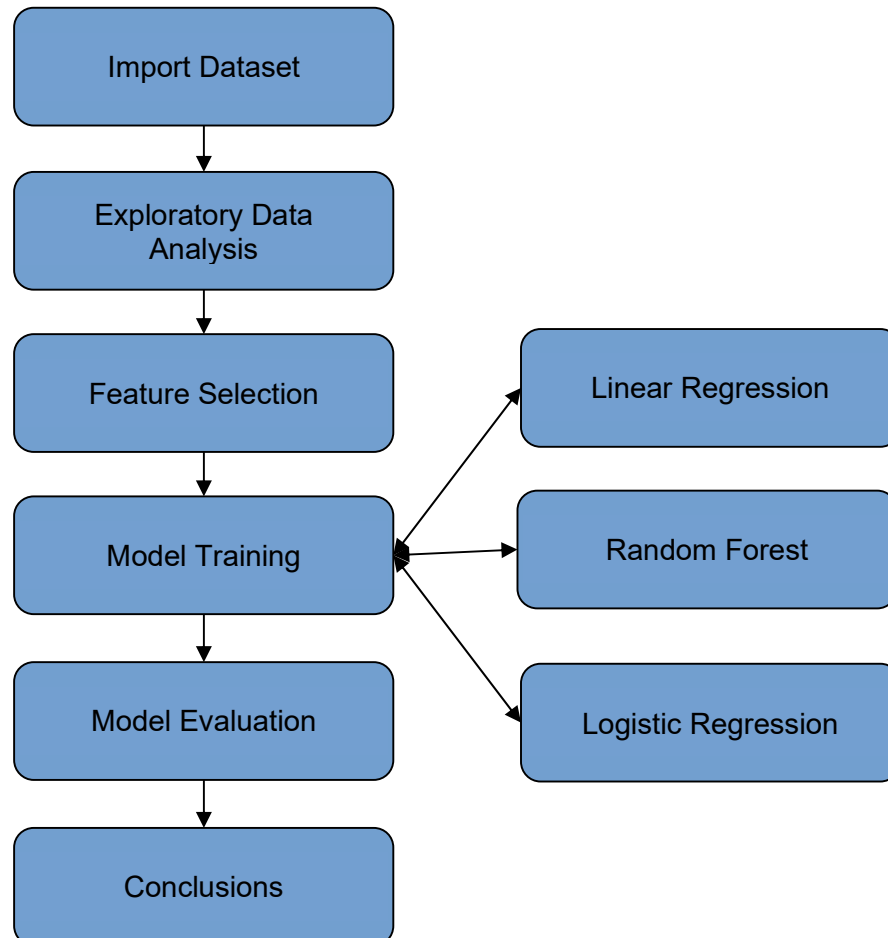 Import Dataset
Exploratory Data
Analysis
Feature Selection
Model Training
Model Evaluation
Conclusions
Linear Regression
Random Forest
Logistic Regression